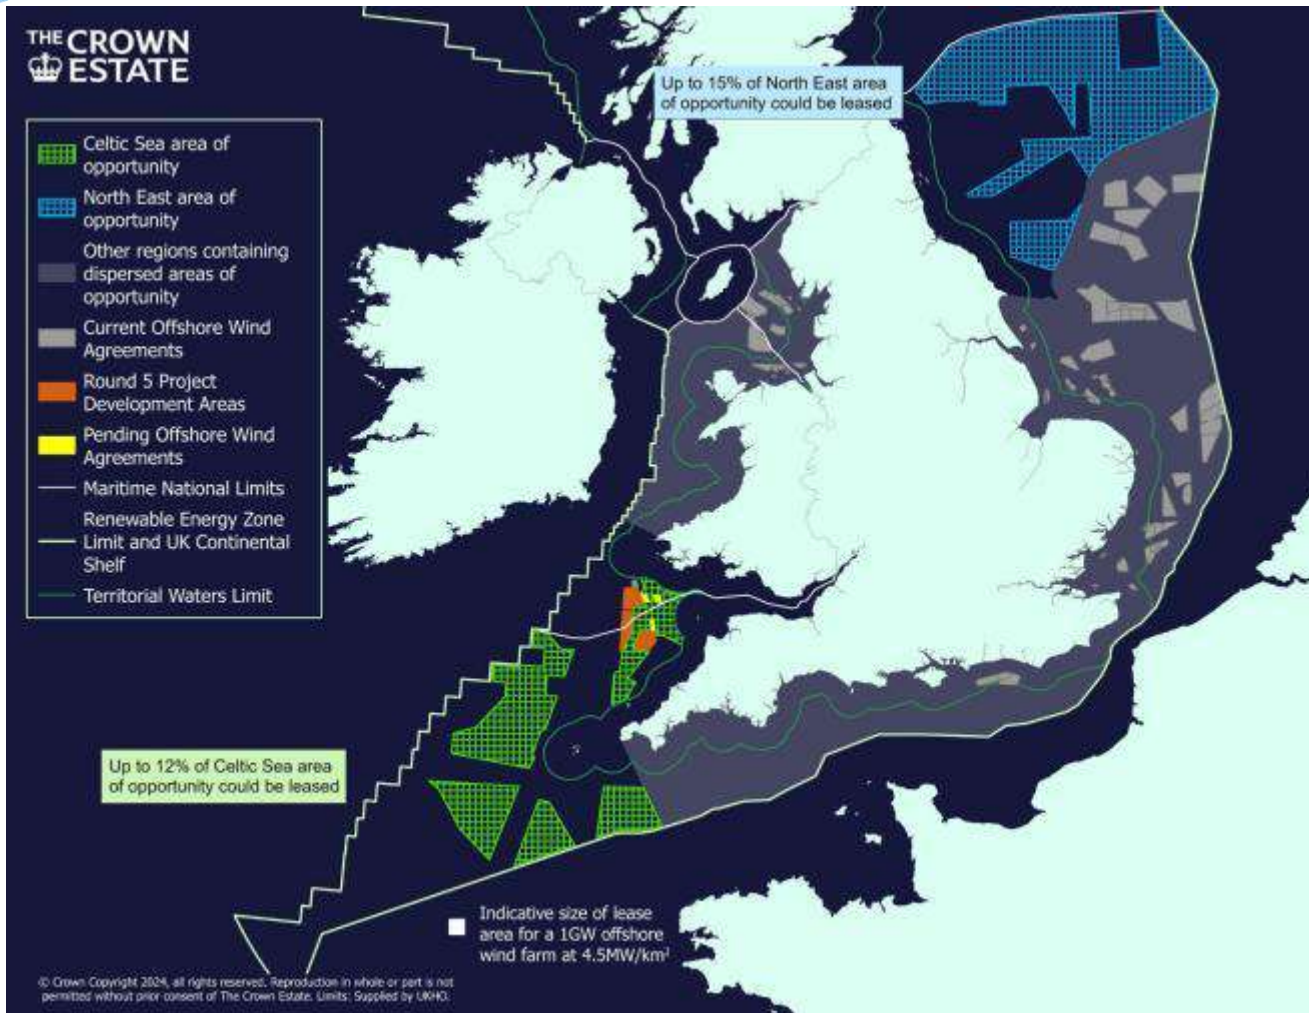 THE CROWN
ESTATE
Up to 15% of North East area
of opportunity could be leased
Celtic Sea area of
opportunity
North East area of
opportunity
Other regions containing
dispersed areas of
opportunity
Current Offshore Wind
Agreements
Round 5 Project
Development Areas
Pending Offshore Wind
Agreements
Maritime National Limits
Renewable Energy Zone
Limit and UK Continental
Shelf
Territorial Waters Limit
Up to 12% of Celtic Sea area
of opportunity could be leased
Indicative size of lease
area for a 1GW offshore
wind farm at 4.5MW/km²
© Crown Copyright 2024, all rights reserved. Reproduction in whole or part is not
permitted without prior consent of The Crown Estate. Limits: Supplied by UKHO.